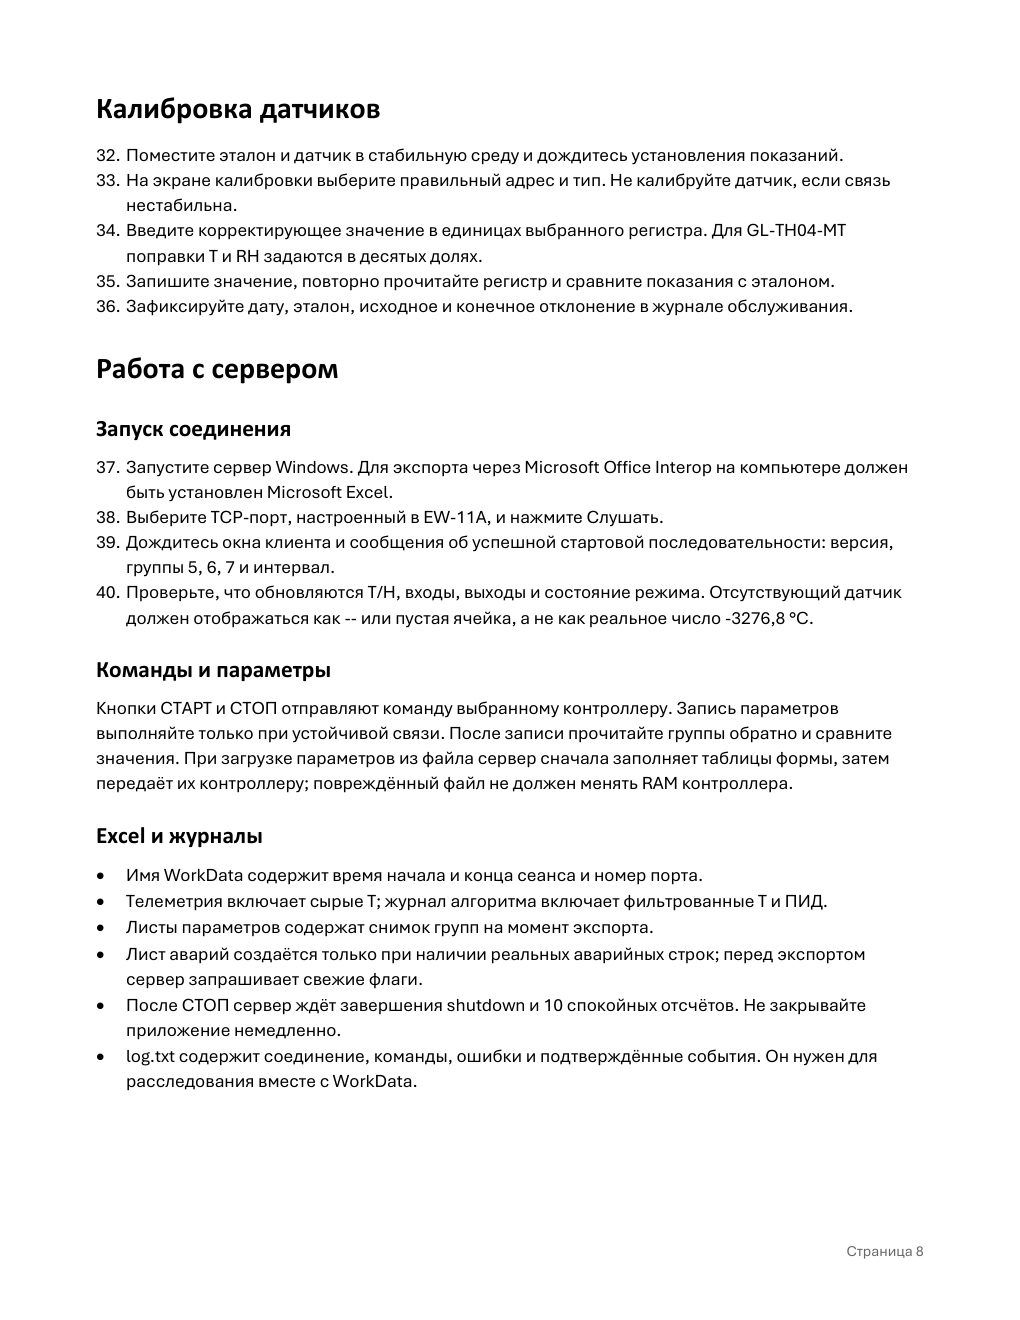 Калибровка датчиков
32. Поместите эталон и датчик в стабильную среду и дождитесь установления показаний.
33. На экране калибровки выберите правильный адрес и тип. Не калибруйте датчик, если связь
нестабильна.
34. Введите корректирующее значение в единицах выбранного регистра. Для GL-TH04-MT
поправки T и RH задаются в десятых долях.
35. Запишите значение, повторно прочитайте регистр и сравните показания с эталоном.
36. Зафиксируйте дату, эталон, исходное и конечное отклонение в журнале обслуживания.
Работа с сервером
Запуск соединения
37. Запустите сервер Windows. Для экспорта через Microsoft Office Interop на компьютере должен
быть установлен Microsoft Excel.
38. Выберите TCP-порт, настроенный в EW-11A, и нажмите Слушать.
39. Дождитесь окна клиента и сообщения об успешной стартовой последовательности: версия,
группы 5, 6, 7 и интервал.
40. Проверьте, что обновляются T/H, входы, выходы и состояние режима. Отсутствующий датчик
должен отображаться как -- или пустая ячейка, а не как реальное число -3276,8 °C.
Команды и параметры
Кнопки СТАРТ и СТОП отправляют команду выбранному контроллеру. Запись параметров
выполняйте только при устойчивой связи. После записи прочитайте группы обратно и сравните
значения. При загрузке параметров из файла сервер сначала заполняет таблицы формы, затем
передаёт их контроллеру; повреждённый файл не должен менять RAM контроллера.
Excel и журналы
• Имя WorkData содержит время начала и конца сеанса и номер порта.
• Телеметрия включает сырые T; журнал алгоритма включает фильтрованные T и ПИД.
• Листы параметров содержат снимок групп на момент экспорта.
• Лист аварий создаётся только при наличии реальных аварийных строк; перед экспортом
сервер запрашивает свежие флаги.
• После СТОП сервер ждёт завершения shutdown и 10 спокойных отсчётов. Не закрывайте
приложение немедленно.
• log.txt содержит соединение, команды, ошибки и подтверждённые события. Он нужен для
расследования вместе с WorkData.
Страница 8